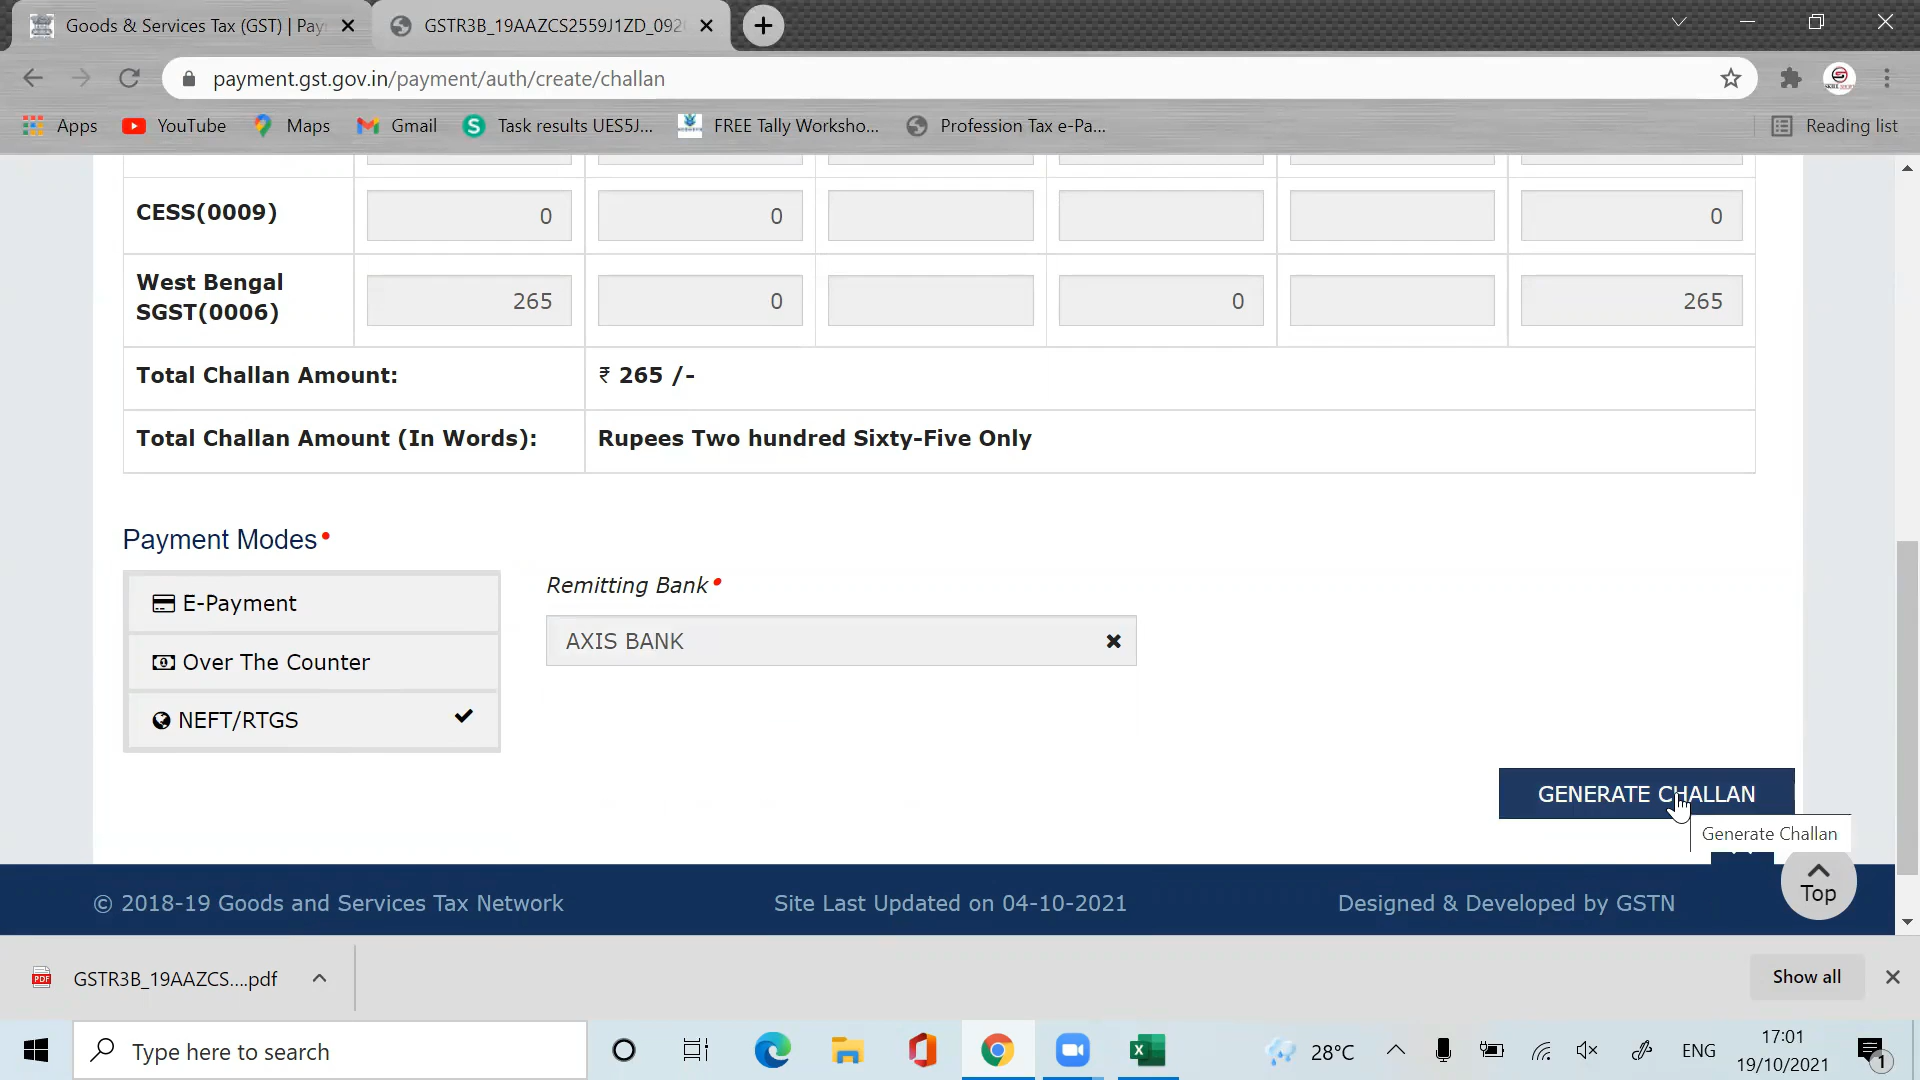 Goods & Services Tax (GST) | Pay
GSTR3B_19AAZCS2559J1ZD_092
payment.gst.gov.in/payment/auth/create/challan
Apps
YouTube
Maps
Gmail
Task results UES5J...
FREE Tally Worksho...
Profession Tax e-Pa...
Reading list
CESS(0009)
0
0
0
West Bengal
SGST(0006)
265
0
0
265
Total Challan Amount:
₹ 265 /-
Total Challan Amount (In Words):
Rupees Two hundred Sixty-Five Only
Payment Modes
E-Payment
Over The Counter
NEFT/RTGS
Remitting Bank
AXIS BANK
GENERATE CHALLAN
Generate Challan
Top
© 2018-19 Goods and Services Tax Network
Site Last Updated on 04-10-2021
Designed & Developed by GSTN
GSTR3B_19AAZCS....pdf
Show all
Type here to search
28°C
ENG
17:01
19/10/2021
1